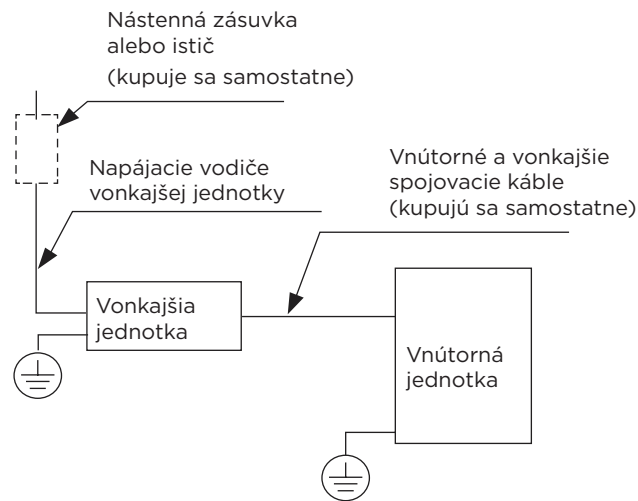 Nástenná zásuvka
alebo istič
(kupuje sa samostatne)
Napájacie vodiče
vonkajšej jednotky
Vnútorné a vonkajšie
spojovacie káble
(kupujú sa samostatne)
Vonkajšia
jednotka
Vnútorná
jednotka